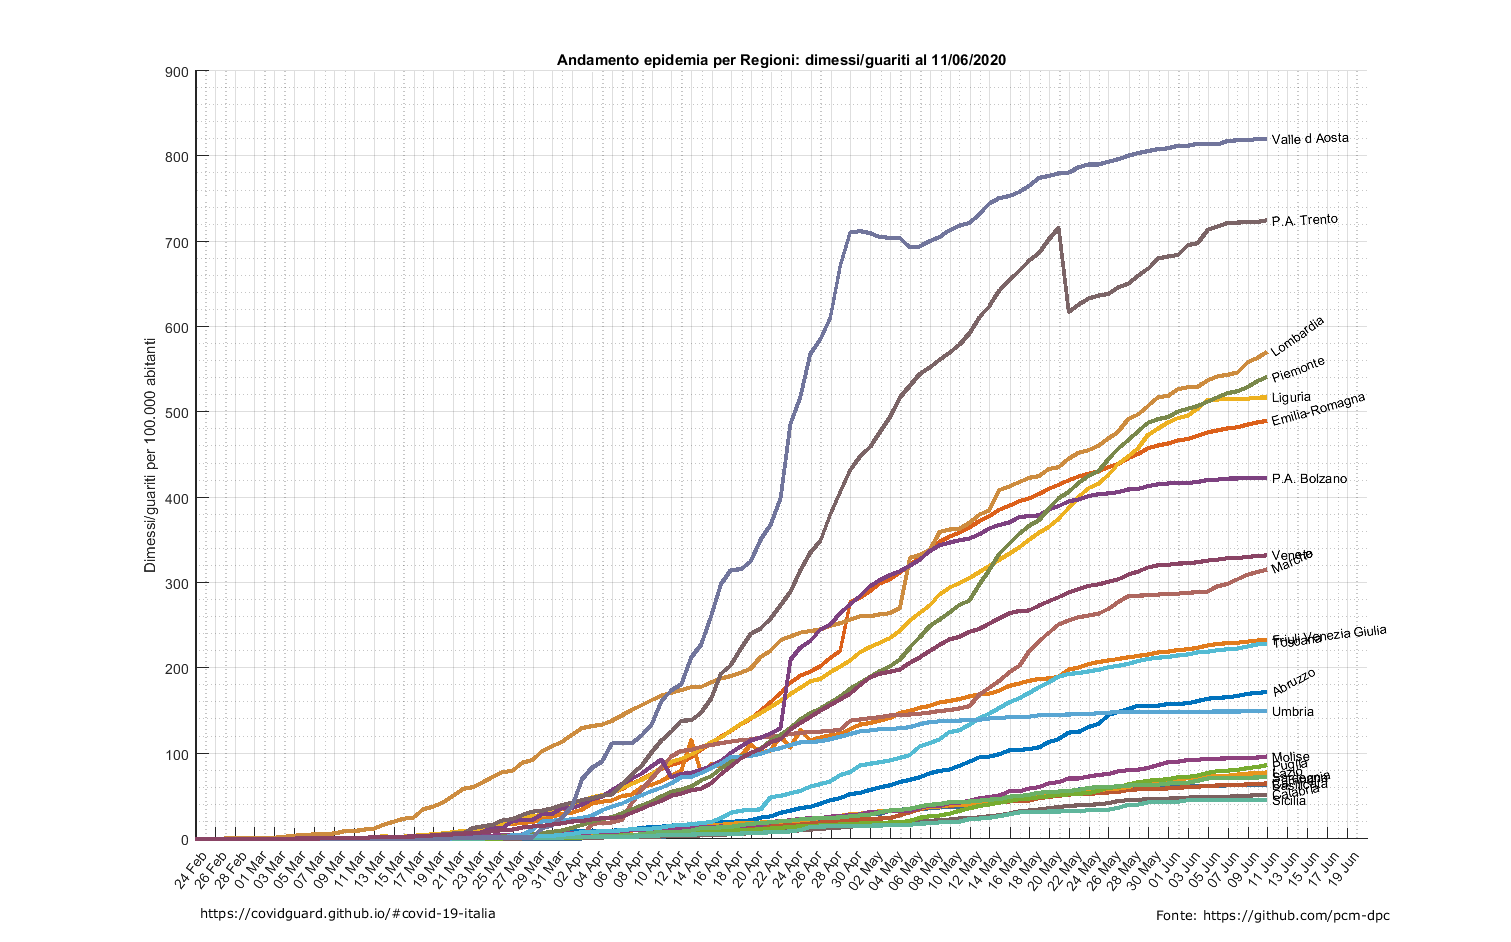 Andamento epidemia per Regioni: dimessi/guariti al 11/06/2020
Dimessi/guariti per 100.000 abitanti
900
800
700
600
500
400
300
200
100
0
Valle d Aosta
P.A. Trento
Lombardia
Piemonte
Liguria
Emilia-Romagna
P.A. Bolzano
Veneto
Marche
Friuli Venezia Giulia
Toscana
Abruzzo
Umbria
Molise
Puglia
Lazio
Calabria
Sicilia
24 Feb
26 Feb
28 Feb
01 Mar
03 Mar
05 Mar
07 Mar
09 Mar
11 Mar
13 Mar
15 Mar
17 Mar
19 Mar
21 Mar
23 Mar
25 Mar
27 Mar
29 Mar
31 Mar
02 Apr
04 Apr
06 Apr
08 Apr
10 Apr
12 Apr
14 Apr
16 Apr
18 Apr
20 Apr
22 Apr
24 Apr
26 Apr
28 Apr
30 Apr
02 May
04 May
06 May
08 May
10 May
12 May
14 May
16 May
18 May
20 May
22 May
24 May
26 May
28 May
30 May
01 Jun
03 Jun
05 Jun
07 Jun
09 Jun
11 Jun
13 Jun
15 Jun
17 Jun
19 Jun
https://covidguard.github.io/#covid-19-italia
Fonte: https://github.com/pcm-dpc